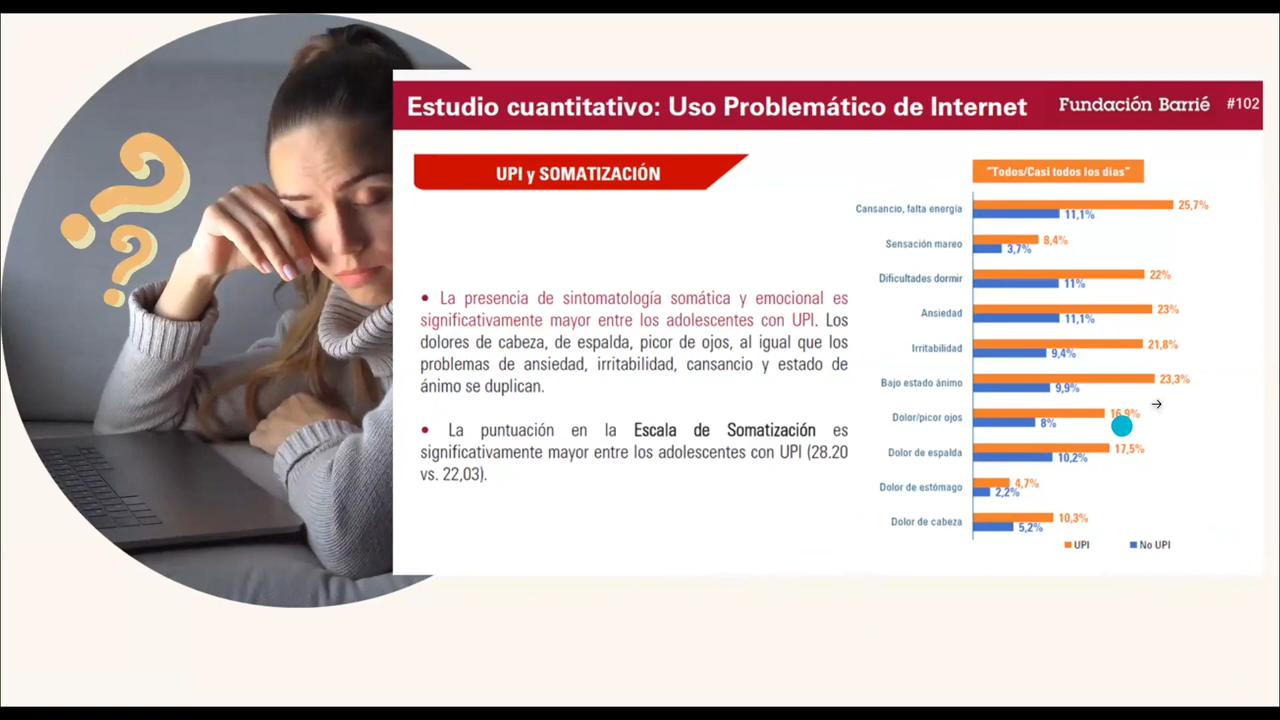 Estudio cuantitativo: Uso Problemático de Internet
Fundación Barrié #102
UPI y SOMATIZACIÓN
• La presencia de sintomatología somática y emocional es
significativamente mayor entre los adolescentes con UPI. Los
dolores de cabeza, de espalda, picor de ojos, al igual que los
problemas de ansiedad, irritabilidad, cansancio y estado de
ánimo se duplican.
• La puntuación en la Escala de Somatización es
significativamente mayor entre los adolescentes con UPI (28.20
vs. 22,03).
"Todos/Casi todos los días"
Cansancio, falta energía 25,7%
11,1%
Sensación mareo 8,4%
3,7%
Dificultades dormir 22%
11%
Ansiedad 23%
11,1%
Irritabilidad 21,8%
9,4%
Bajo estado ánimo 23,3%
9,9%
Dolor/picor ojos 16,9%
8%
Dolor de espalda 17,5%
10,2%
Dolor de estómago 4,7%
2,2%
Dolor de cabeza 10,3%
5,2%
UPI No UPI